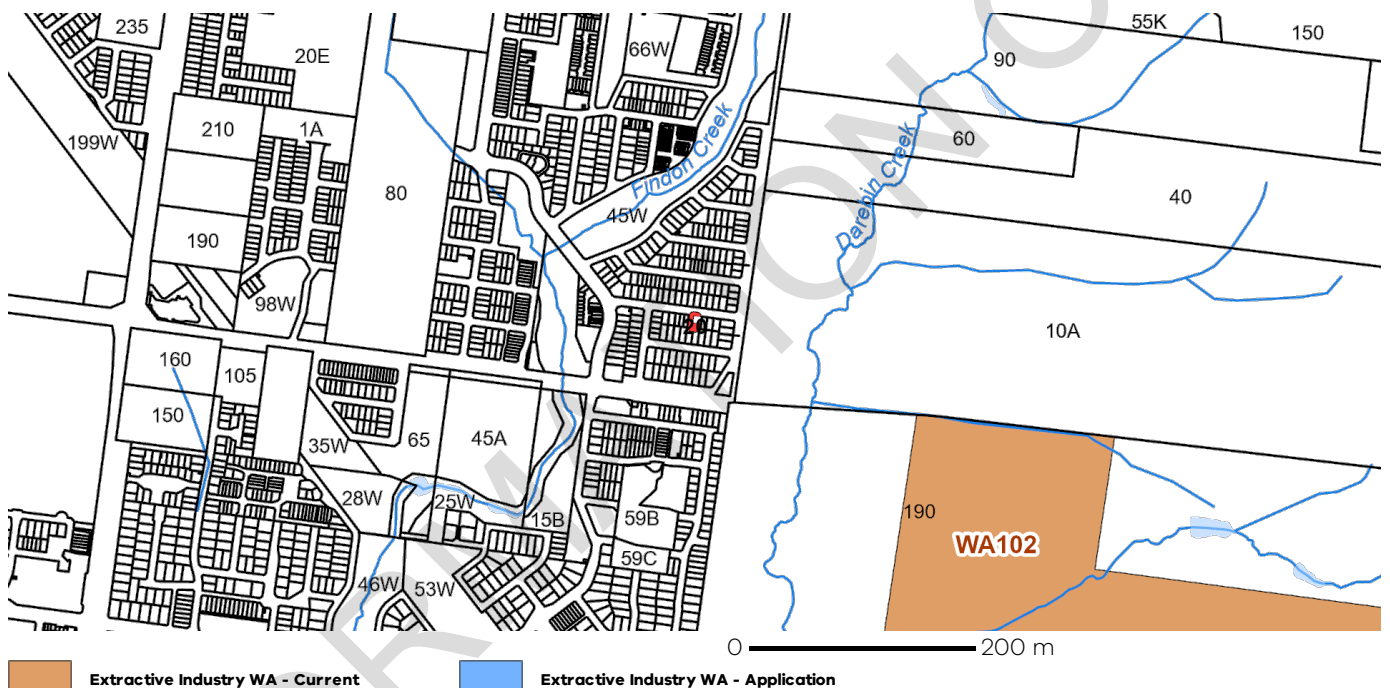 235
20E
66W
55K
150
90
210
1A
199W
60
Findon Creek
Darebin Creek
80
45W
40
190
98W
20
10A
160
105
150
35W
65
45A
28W
25W
15B
59B
59C
190
WA102
46W
53W
0 200 m
Extractive Industry WA - Current
Extractive Industry WA - Application